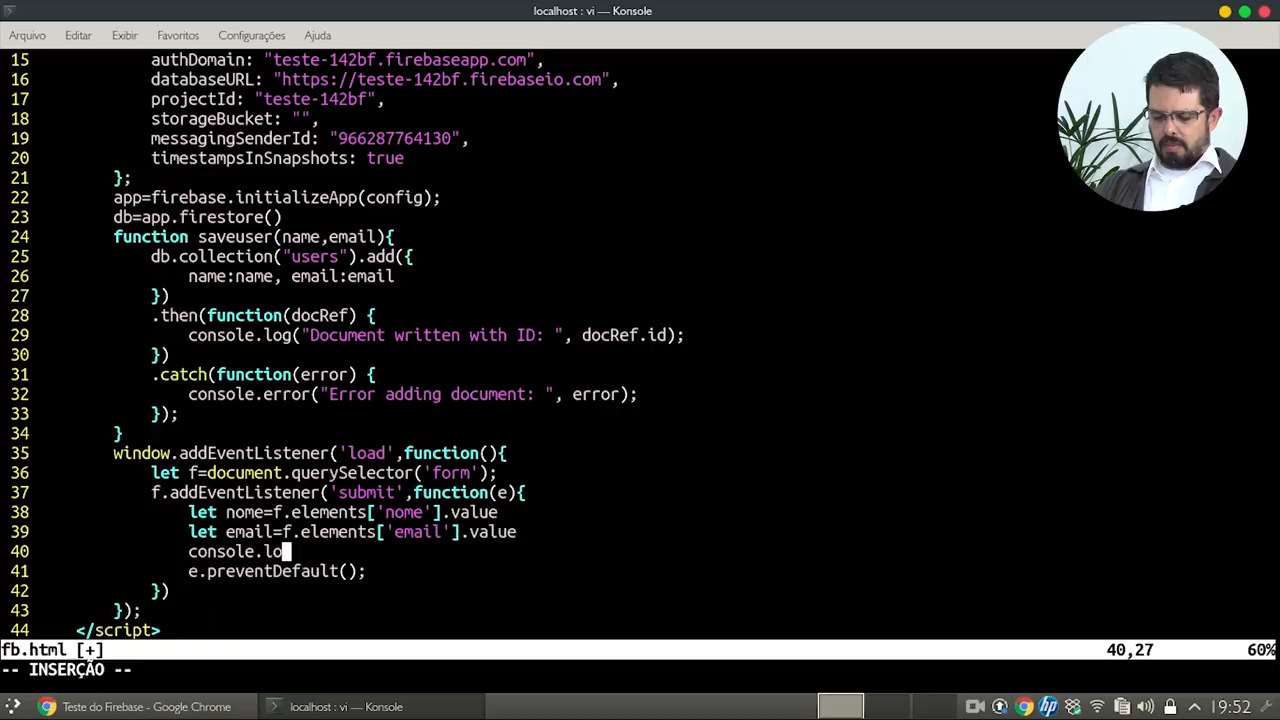 localhost : vi — Konsole
Arquivo Editar Exibir Favoritos Configurações Ajuda
15 authDomain: "teste-142bf.firebaseapp.com",
16 databaseURL: "https://teste-142bf.firebaseio.com",
17 projectId: "teste-142bf",
18 storageBucket: "",
19 messagingSenderId: "966287764130",
20 timestampsInSnapshots: true
21 };
22 app=firebase.initializeApp(config);
23 db=app.firestore()
24 function saveuser(name,email){
25 db.collection("users").add({
26 name:name, email:email
27 })
28 .then(function(docRef) {
29 console.log("Document written with ID: ", docRef.id);
30 })
31 .catch(function(error) {
32 console.error("Error adding document: ", error);
33 });
34 }
35 window.addEventListener('load',function(){
36 let f=document.querySelector('form');
37 f.addEventListener('submit',function(e){
38 let nome=f.elements['nome'].value
39 let email=f.elements['email'].value
40 console.lo
41 e.preventDefault();
42 })
43 });
44 </script>
fb.html [+] 40,27 60%
-- INSERÇÃO --
Teste do Firebase - Google Chrome localhost : vi — Konsole hp 19:52